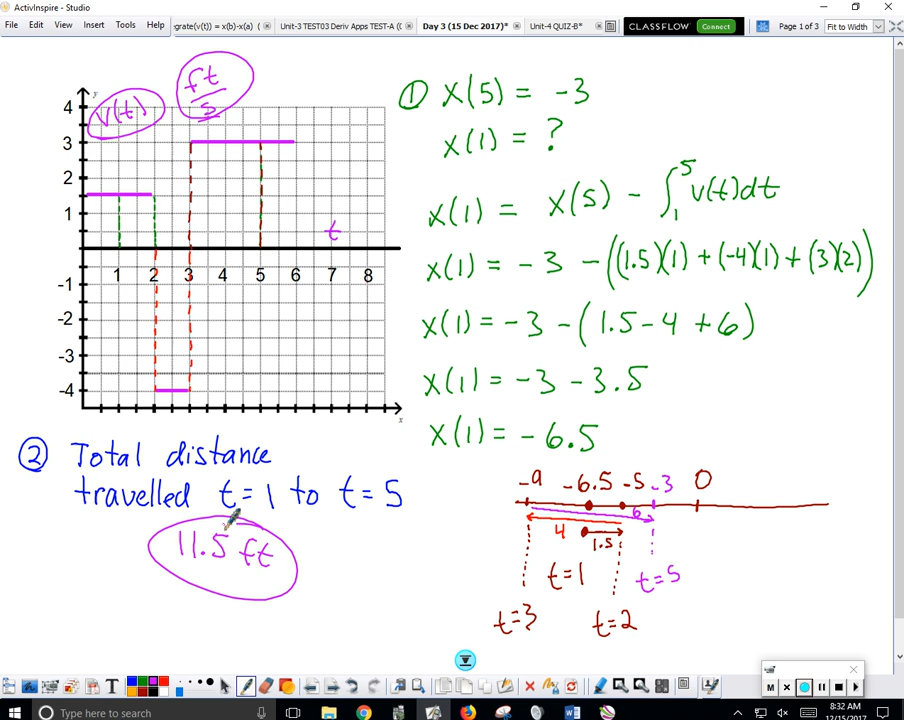 ActivInspire - Studio
File Edit View Insert Tools Help
-grate(v(t)) = x(b)-x(a) ( Unit-3 TEST03 Deriv Apps TEST-A (( Day 3 (15 Dec 2017)* Unit-4 QUIZ-B* CLASSFLOW Connect Page 1 of 3 Fit to Width
v(t) ft/s
y
4
3
2
1
t
1 2 3 4 5 6 7 8
-1
-2
-3
-4
x
① x(5) = -3
x(1) = ?
x(1) = x(5) - ∫₁⁵ v(t)dt
x(1) = -3 - ((1.5)(1) + (-4)(1) + (3)(2))
x(1) = -3 - (1.5 - 4 + 6)
x(1) = -3 - 3.5
x(1) = -6.5
② Total distance
travelled t=1 to t=5
11.5 ft
-9 -6.5 -5 -3 0
6
4 1.5
t=1 t=5
t=3 t=2
Type here to search
8:32 AM
12/15/2017